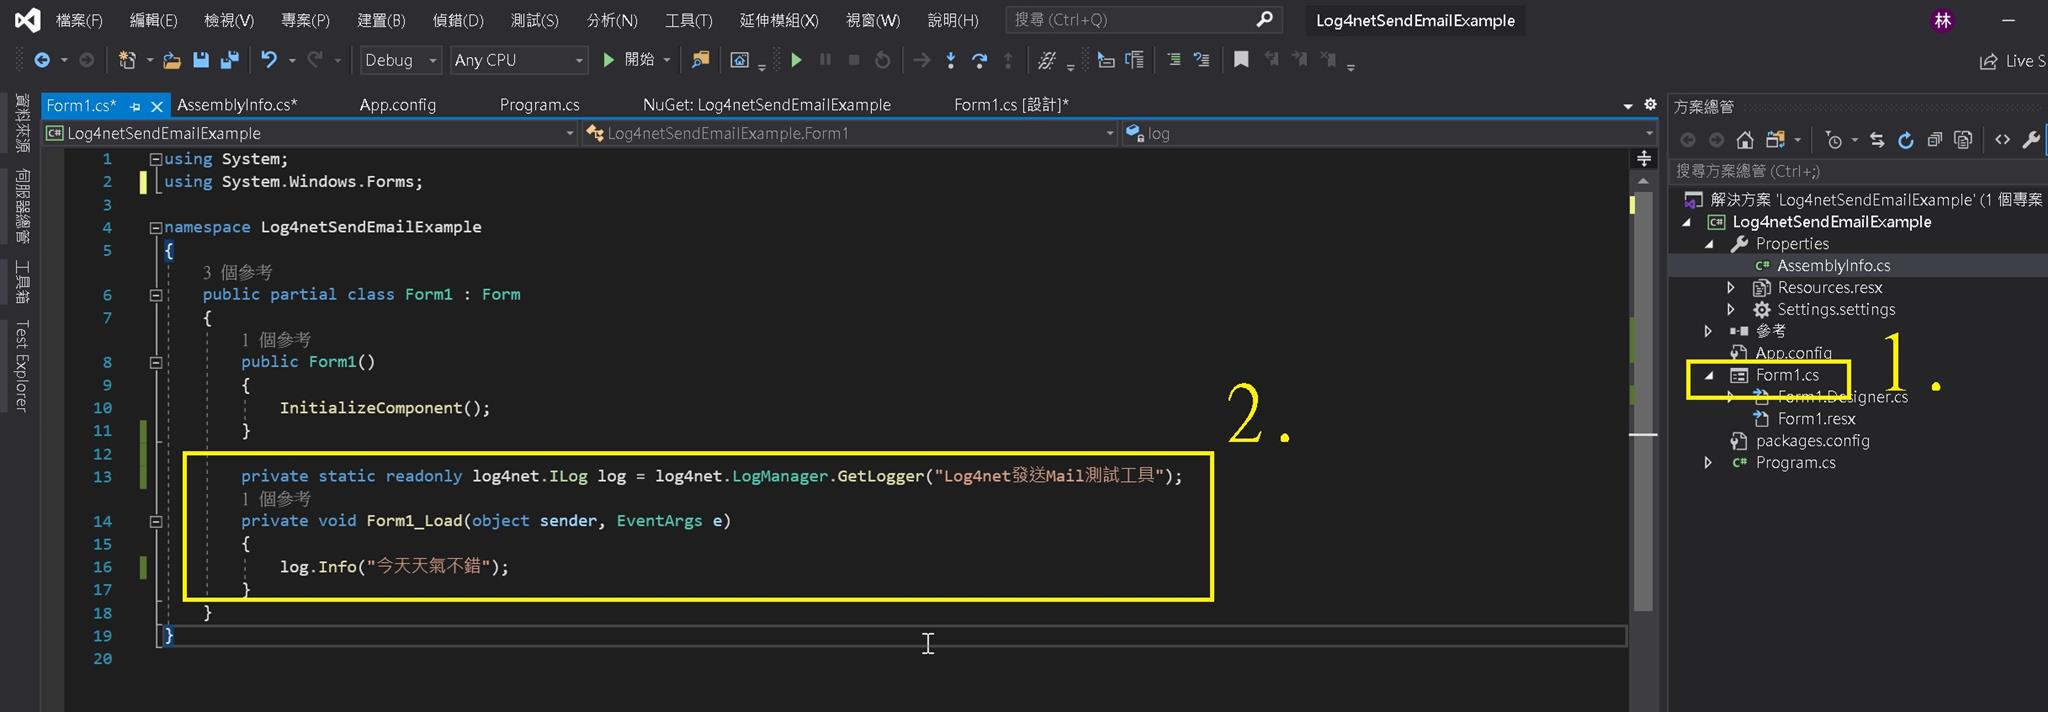 檔案(F) 編輯(E) 檢視(V) 專案(P) 建置(B) 偵錯(D) 測試(S) 分析(N) 工具(T) 延伸模組(X) 視窗(W) 說明(H) 搜尋 (Ctrl+Q) Log4netSendEmailExample 林
Debug Any CPU 開始 Live S
Form1.cs* AssemblyInfo.cs* App.config Program.cs NuGet: Log4netSendEmailExample Form1.cs [設計]*
C# Log4netSendEmailExample Log4netSendEmailExample.Form1 log
資料來源
伺服器總管
工具箱
Test Explorer
1 using System;
2 using System.Windows.Forms;
3
4 namespace Log4netSendEmailExample
5 {
3 個參考
6 public partial class Form1 : Form
7 {
1 個參考
8 public Form1()
9 {
10 InitializeComponent();
11 }
12
13 private static readonly log4net.ILog log = log4net.LogManager.GetLogger("Log4net發送Mail測試工具");
1 個參考
14 private void Form1_Load(object sender, EventArgs e)
15 {
16 log.Info("今天天氣不錯");
17 }
18 }
19 }
20
2.
方案總管
搜尋方案總管 (Ctrl+;)
解決方案 'Log4netSendEmailExample' (1 個專案
C# Log4netSendEmailExample
Properties
C# AssemblyInfo.cs
Resources.resx
Settings.settings
參考
App.config
Form1.cs
1.
Form1.Designer.cs
Form1.resx
packages.config
C# Program.cs